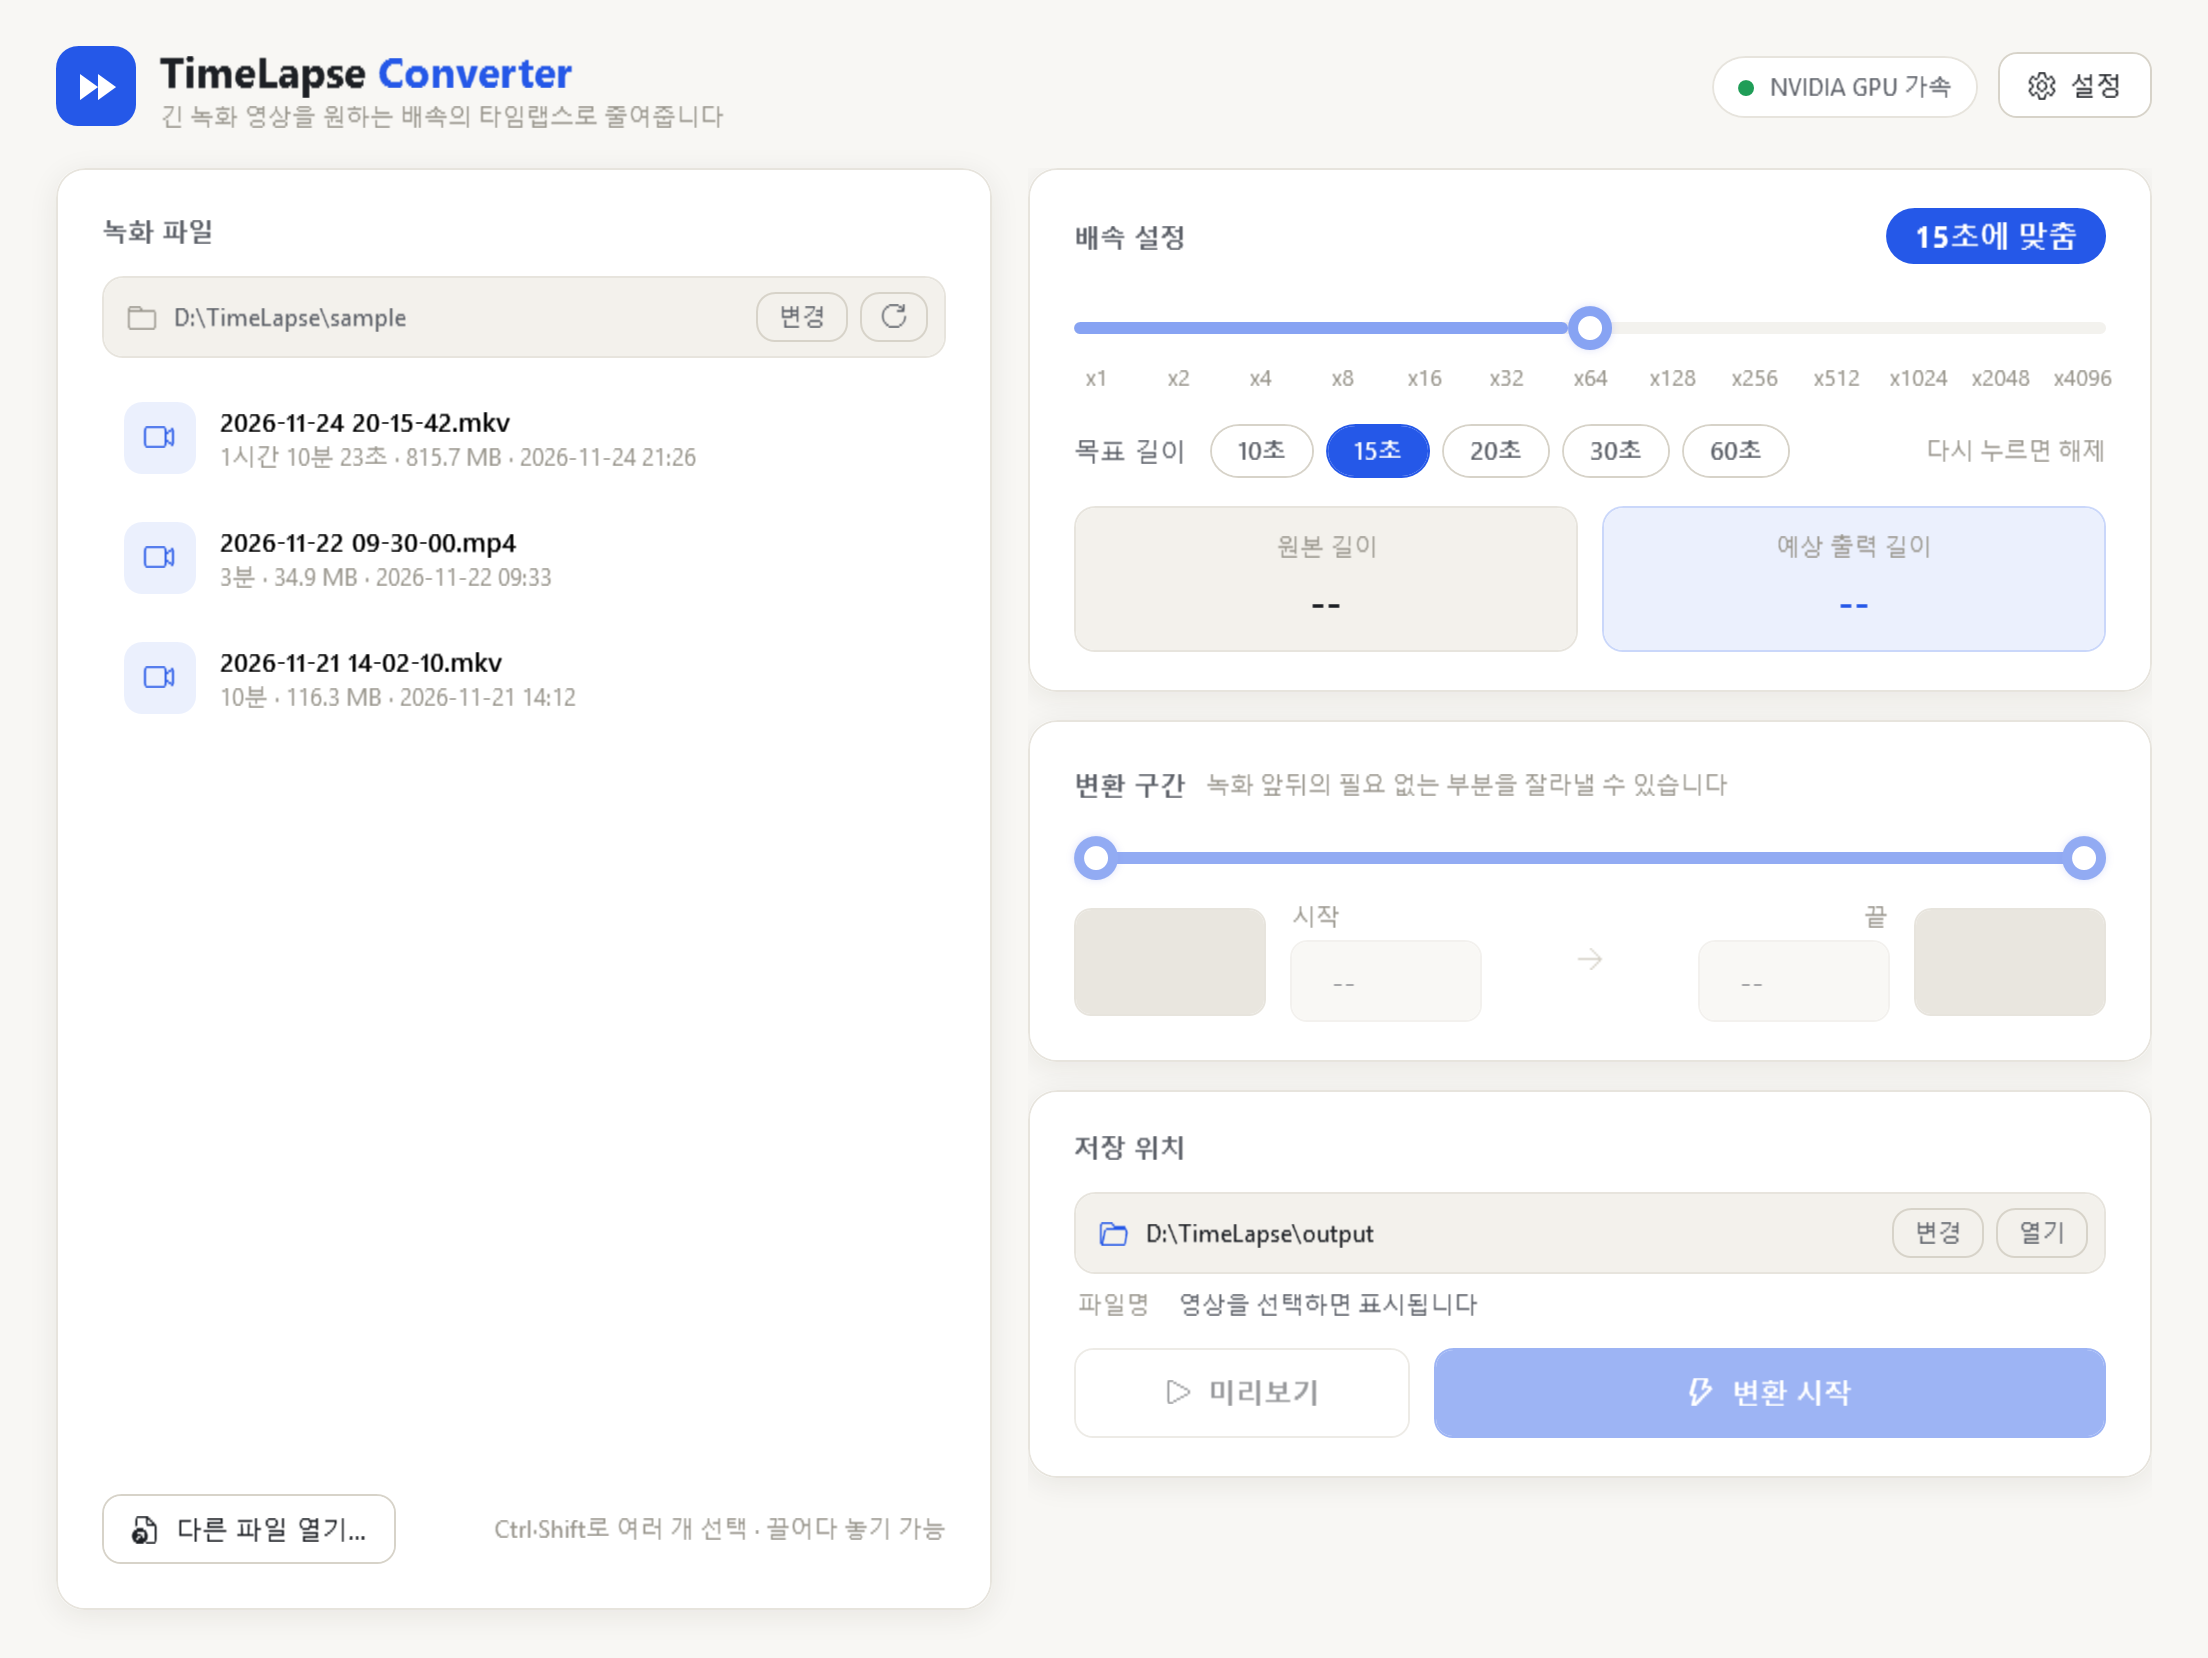 TimeLapse Converter
긴 녹화 영상을 원하는 배속의 타임랩스로 줄여줍니다
NVIDIA GPU 가속
설정
녹화 파일
D:\TimeLapse\sample
변경
2026-11-24 20-15-42.mkv
1시간 10분 23초 · 815.7 MB · 2026-11-24 21:26
2026-11-22 09-30-00.mp4
3분 · 34.9 MB · 2026-11-22 09:33
2026-11-21 14-02-10.mkv
10분 · 116.3 MB · 2026-11-21 14:12
다른 파일 열기...
Ctrl·Shift로 여러 개 선택 · 끌어다 놓기 가능
배속 설정
15초에 맞춤
x1 x2 x4 x8 x16 x32 x64 x128 x256 x512 x1024 x2048 x4096
목표 길이 10초 15초 20초 30초 60초 다시 누르면 해제
원본 길이
--
예상 출력 길이
--
변환 구간 녹화 앞뒤의 필요 없는 부분을 잘라낼 수 있습니다
시작
--
→
끝
--
저장 위치
D:\TimeLapse\output
변경
열기
파일명 영상을 선택하면 표시됩니다
미리보기
변환 시작